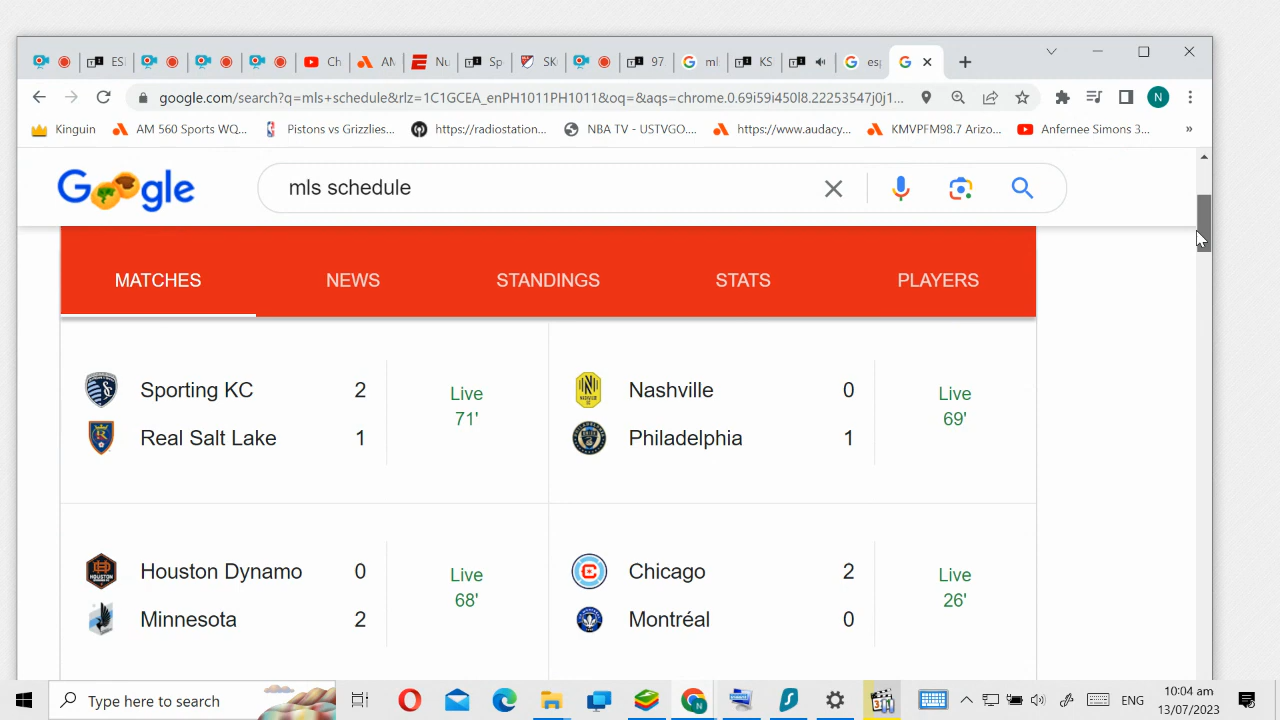 ES
Ch
AM
Nu
Sp
SK
97
ml
KS
esp
google.com/search?q=mls+schedule&rlz=1C1GCEA_enPH1011PH1011&oq=&aqs=chrome.0.69i59i450l8.22253547j0j1...
N
Kinguin
AM 560 Sports WQ...
Pistons vs Grizzlies...
https://radiostation...
NBA TV - USTVGO....
https://www.audacy...
KMVPFM98.7 Arizo...
Anfernee Simons 3...
»
Google
mls schedule
MATCHES
NEWS
STANDINGS
STATS
PLAYERS
Sporting KC 2
Real Salt Lake 1
Live
71'
Nashville 0
Philadelphia 1
Live
69'
Houston Dynamo 0
Minnesota 2
Live
68'
Chicago 2
Montréal 0
Live
26'
Type here to search
ENG
10:04 am
13/07/2023